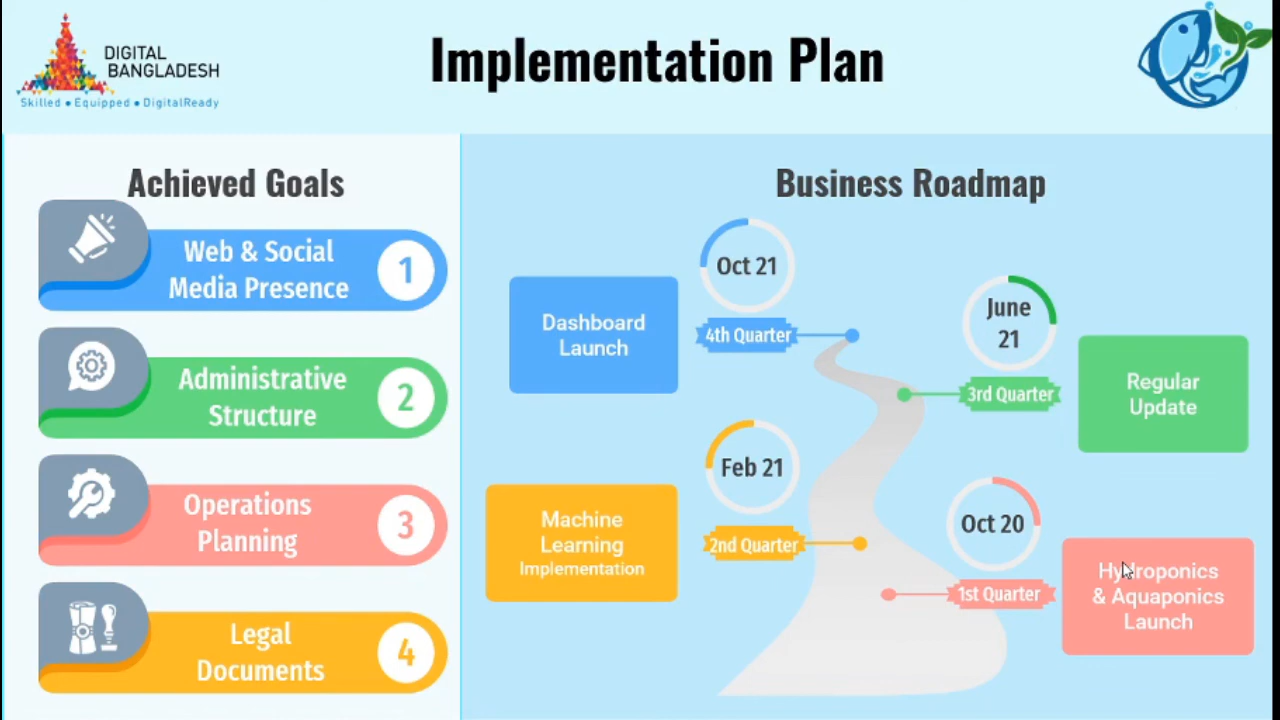 DIGITAL
BANGLADESH
Skilled • Equipped • DigitalReady
Implementation Plan
Achieved Goals
Web & Social
Media Presence
1
Administrative
Structure
2
Operations
Planning
3
Legal
Documents
4
Business Roadmap
Oct 21
4th Quarter
Dashboard
Launch
June
21
3rd Quarter
Regular
Update
Feb 21
2nd Quarter
Machine
Learning
Implementation
Oct 20
1st Quarter
Hydroponics
& Aquaponics
Launch